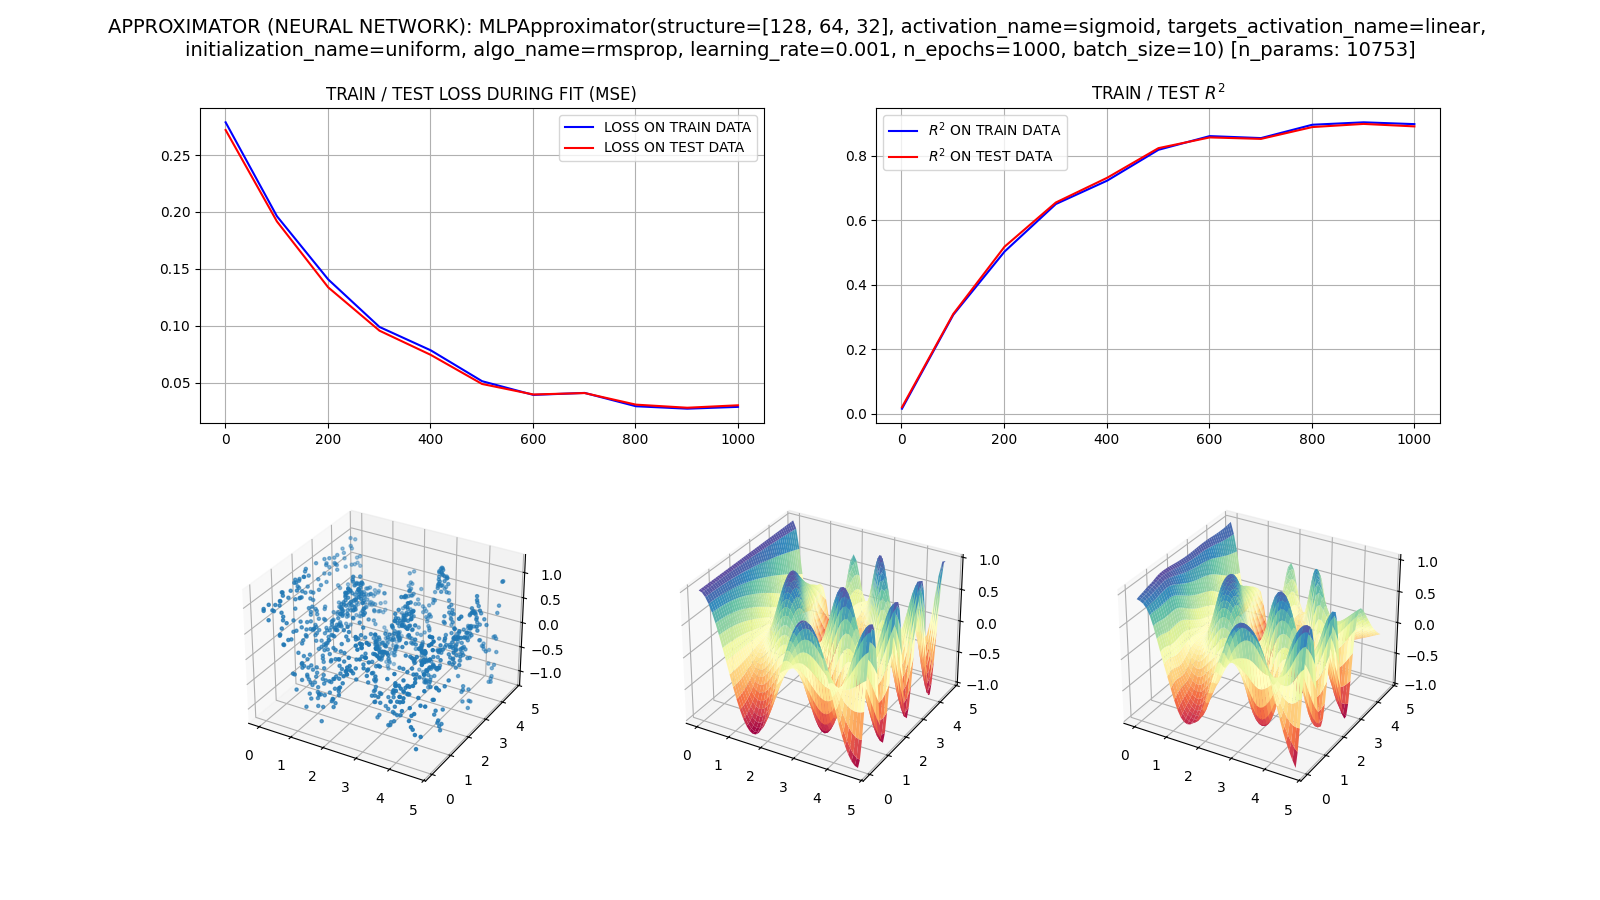 APPROXIMATOR (NEURAL NETWORK): MLPApproximator(structure=[128, 64, 32], activation_name=sigmoid, targets_activation_name=linear,
initialization_name=uniform, algo_name=rmsprop, learning_rate=0.001, n_epochs=1000, batch_size=10) [n_params: 10753]
TRAIN / TEST LOSS DURING FIT (MSE)
LOSS ON TRAIN DATA
LOSS ON TEST DATA
0.25
0.20
0.15
0.10
0.05
0 200 400 600 800 1000
TRAIN / TEST R²
R² ON TRAIN DATA
R² ON TEST DATA
0.8
0.6
0.4
0.2
0.0
0 200 400 600 800 1000
1.0
0.5
0.0
−0.5
−1.0
0 1 2 3 4 5
0 1 2 3 4 5
1.0
0.5
0.0
−0.5
−1.0
0 1 2 3 4 5
0 1 2 3 4 5
1.0
0.5
0.0
−0.5
−1.0
0 1 2 3 4 5
0 1 2 3 4 5